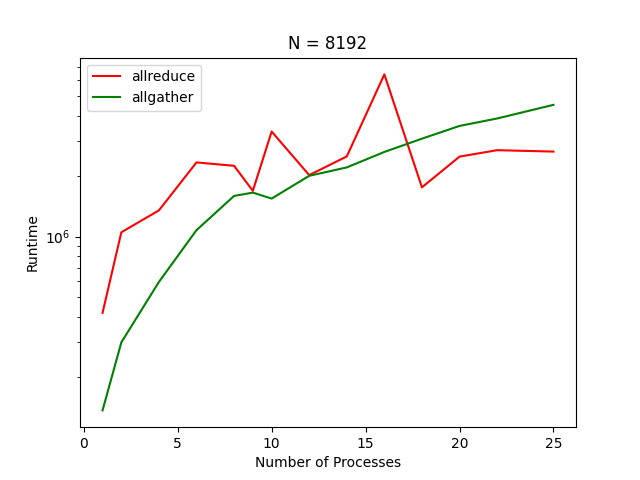 N = 8192
allreduce
allgather
Runtime
10⁶
0
5
10
15
20
25
Number of Processes